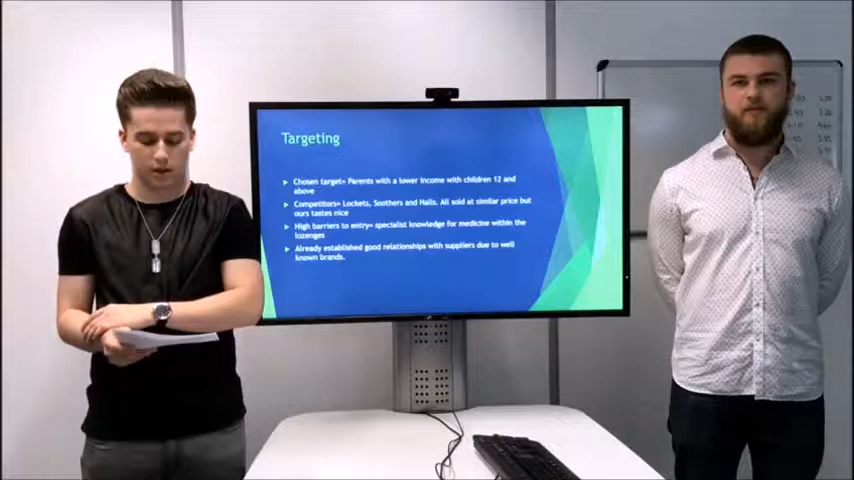 Targeting
Chosen target= Parents with a lower income with children 12 and
above
Competitors= Lockets, Soothers and Halls. All sold at similar price but
ours tastes nice
High barriers to entry= specialist knowledge for medicine within the
lozenges
Already established good relationships with suppliers due to well
known brands.